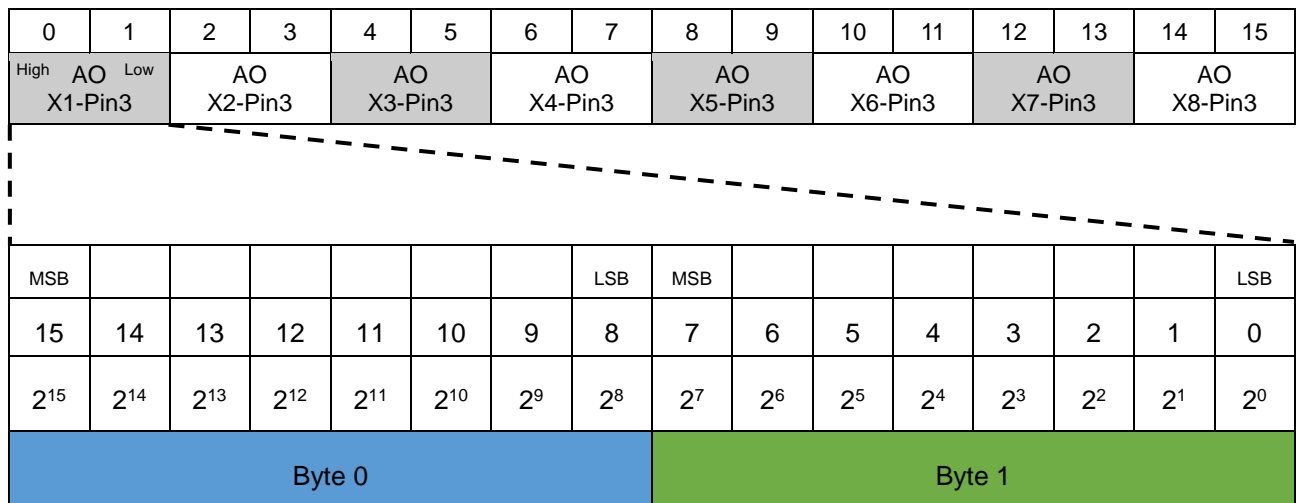 0 1 2 3 4 5 6 7 8 9 10 11 12 13 14 15
High AO Low AO AO AO AO AO AO AO
X1-Pin3 X2-Pin3 X3-Pin3 X4-Pin3 X5-Pin3 X6-Pin3 X7-Pin3 X8-Pin3
MSB LSB MSB LSB
15 14 13 12 11 10 9 8 7 6 5 4 3 2 1 0
2¹⁵ 2¹⁴ 2¹³ 2¹² 2¹¹ 2¹⁰ 2⁹ 2⁸ 2⁷ 2⁶ 2⁵ 2⁴ 2³ 2² 2¹ 2⁰
Byte 0 Byte 1